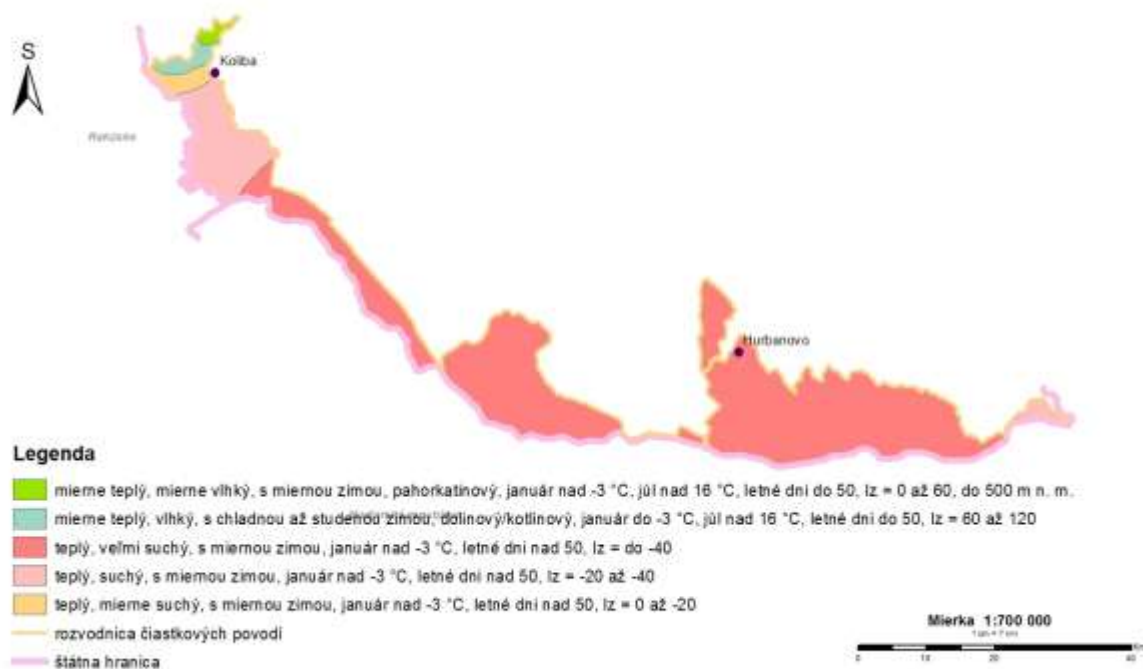 S
Koliba
Hurbanovo
Legenda
mierne teplý, mierne vlhký, s miernou zimou, pahorkatinový, január nad -3 °C, júl nad 16 °C, letné dni do 50, Iz = 0 až 60, do 500 m n. m.
mierne teplý, vlhký, s chladnou až studenou zimou, dolinový/kotlinový, január do -3 °C, júl nad 16 °C, letné dni do 50, Iz = 60 až 120
teplý, veľmi suchý, s miernou zimou, január nad -3 °C, letné dni nad 50, Iz = do -40
teplý, suchý, s miernou zimou, január nad -3 °C, letné dni nad 50, Iz = -20 až -40
teplý, mierne suchý, s miernou zimou, január nad -3 °C, letné dni nad 50, Iz = 0 až -20
rozvodnica čiastkových povodí
štátna hranica
Mierka 1:700 000
0 10 20 40